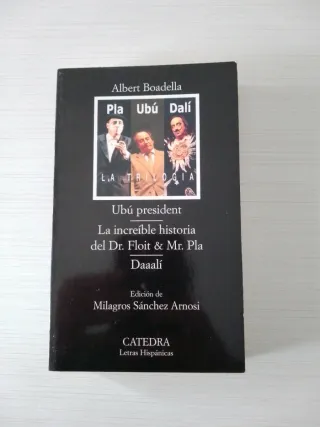 Albert Boadella
Pla Ubú Dalí
LA TRILOGIA
Ubú president
La increíble historia
del Dr. Floit & Mr. Pla
Daaalí
Edición de
Milagros Sánchez Arnosi
CATEDRA
Letras Hispánicas